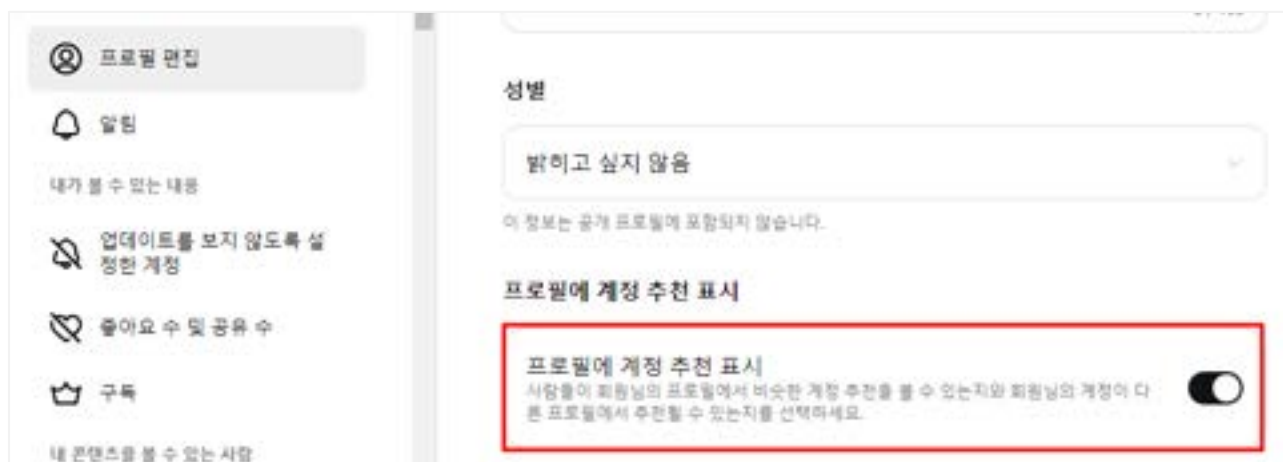 프로필 편집
알림
내가 볼 수 있는 내용
업데이트를 보지 않도록 설
정한 계정
좋아요 수 및 공유 수
구독
내 콘텐츠를 볼 수 있는 사람
성별
밝히고 싶지 않음
이 정보는 공개 프로필에 포함되지 않습니다.
프로필에 계정 추천 표시
프로필에 계정 추천 표시
사람들이 회원님의 프로필에서 비슷한 계정 추천을 볼 수 있는지와 회원님의 계정이 다
른 프로필에서 추천될 수 있는지를 선택하세요.